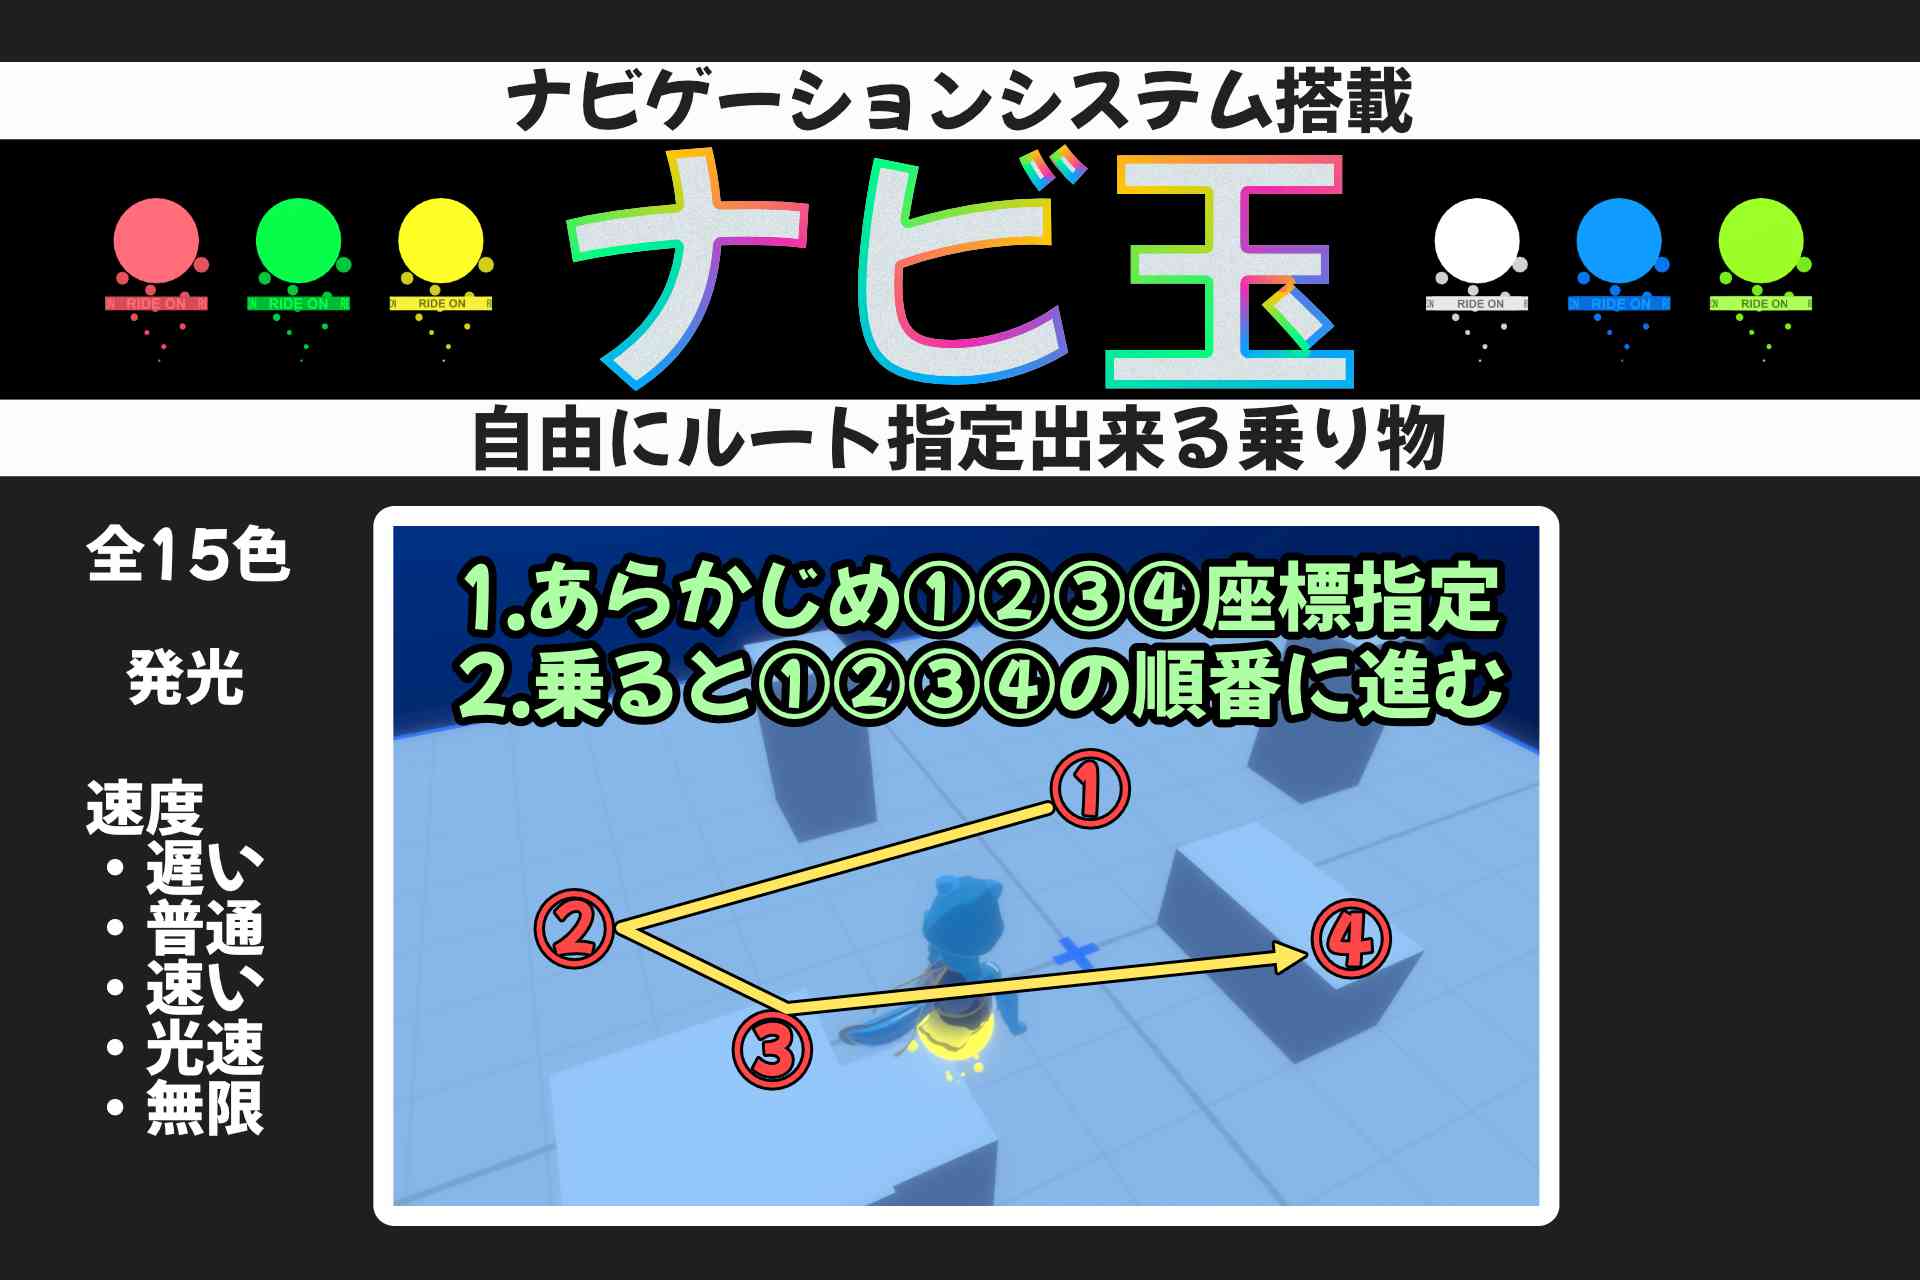 ナビゲーションシステム搭載
ナビ玉
RIDE ON
RIDE ON
RIDE ON
RIDE ON
RIDE ON
RIDE ON
自由にルート指定出来る乗り物
全15色
発光
速度
・遅い
・普通
・速い
・光速
・無限
1.あらかじめ①②③④座標指定
2.乗ると①②③④の順番に進む
①
②
③
④